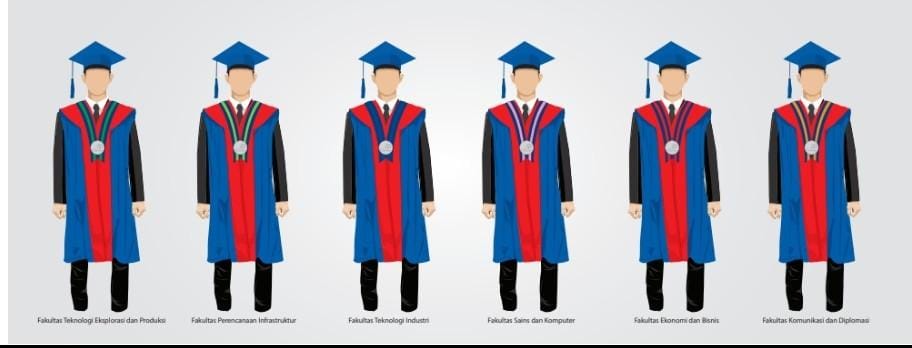 Fakultas Teknologi Eksplorasi dan Produksi
Fakultas Perencanaan Infrastruktur
Fakultas Teknologi Industri
Fakultas Sains dan Komputer
Fakultas Ekonomi dan Bisnis
Fakultas Komunikasi dan Diplomasi